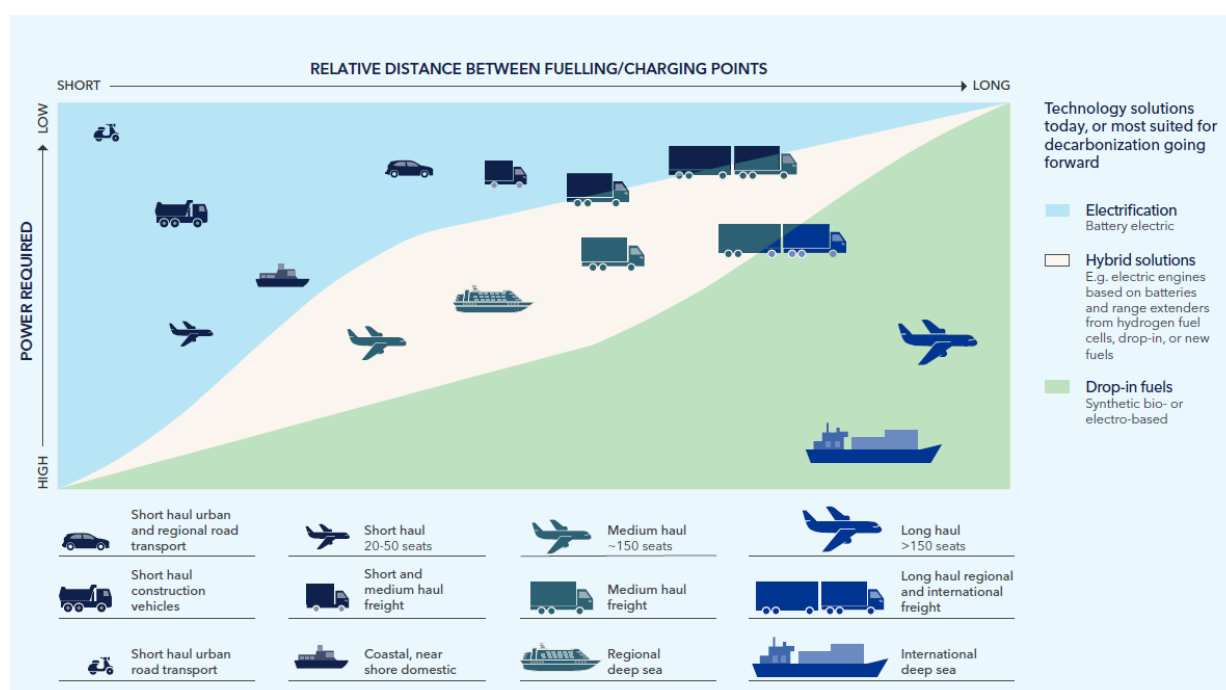 RELATIVE DISTANCE BETWEEN FUELLING/CHARGING POINTS
SHORT
LONG
LOW
POWER REQUIRED
HIGH
Technology solutions
today, or most suited for
decarbonization going
forward
Electrification
Battery electric
Hybrid solutions
E.g. electric engines
based on batteries
and range extenders
from hydrogen fuel
cells, drop-in, or new
fuels
Drop-in fuels
Synthetic bio- or
electro-based
Short haul urban
and regional road
transport
Short haul
20-50 seats
Medium haul
~150 seats
Long haul
>150 seats
Short haul
construction
vehicles
Short and
medium haul
freight
Medium haul
freight
Long haul regional
and international
freight
Short haul urban
road transport
Coastal, near
shore domestic
Regional
deep sea
International
deep sea